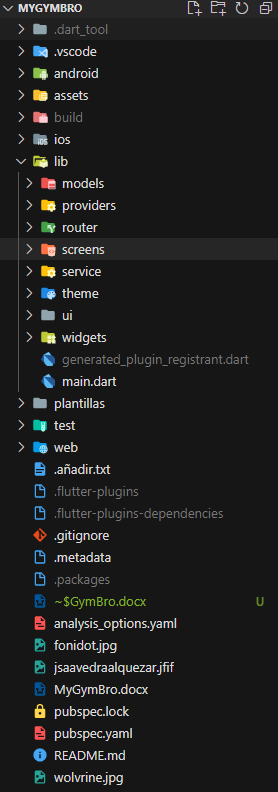 MYGYMBRO
.dart_tool
.vscode
android
assets
build
ios
lib
models
providers
router
screens
service
theme
ui
widgets
generated_plugin_registrant.dart
main.dart
plantillas
test
web
.añadir.txt
.flutter-plugins
.flutter-plugins-dependencies
.gitignore
.metadata
.packages
~$GymBro.docx U
analysis_options.yaml
fonidot.jpg
jsaavedraalquezar.jfif
MyGymBro.docx
pubspec.lock
pubspec.yaml
README.md
wolvrine.jpg